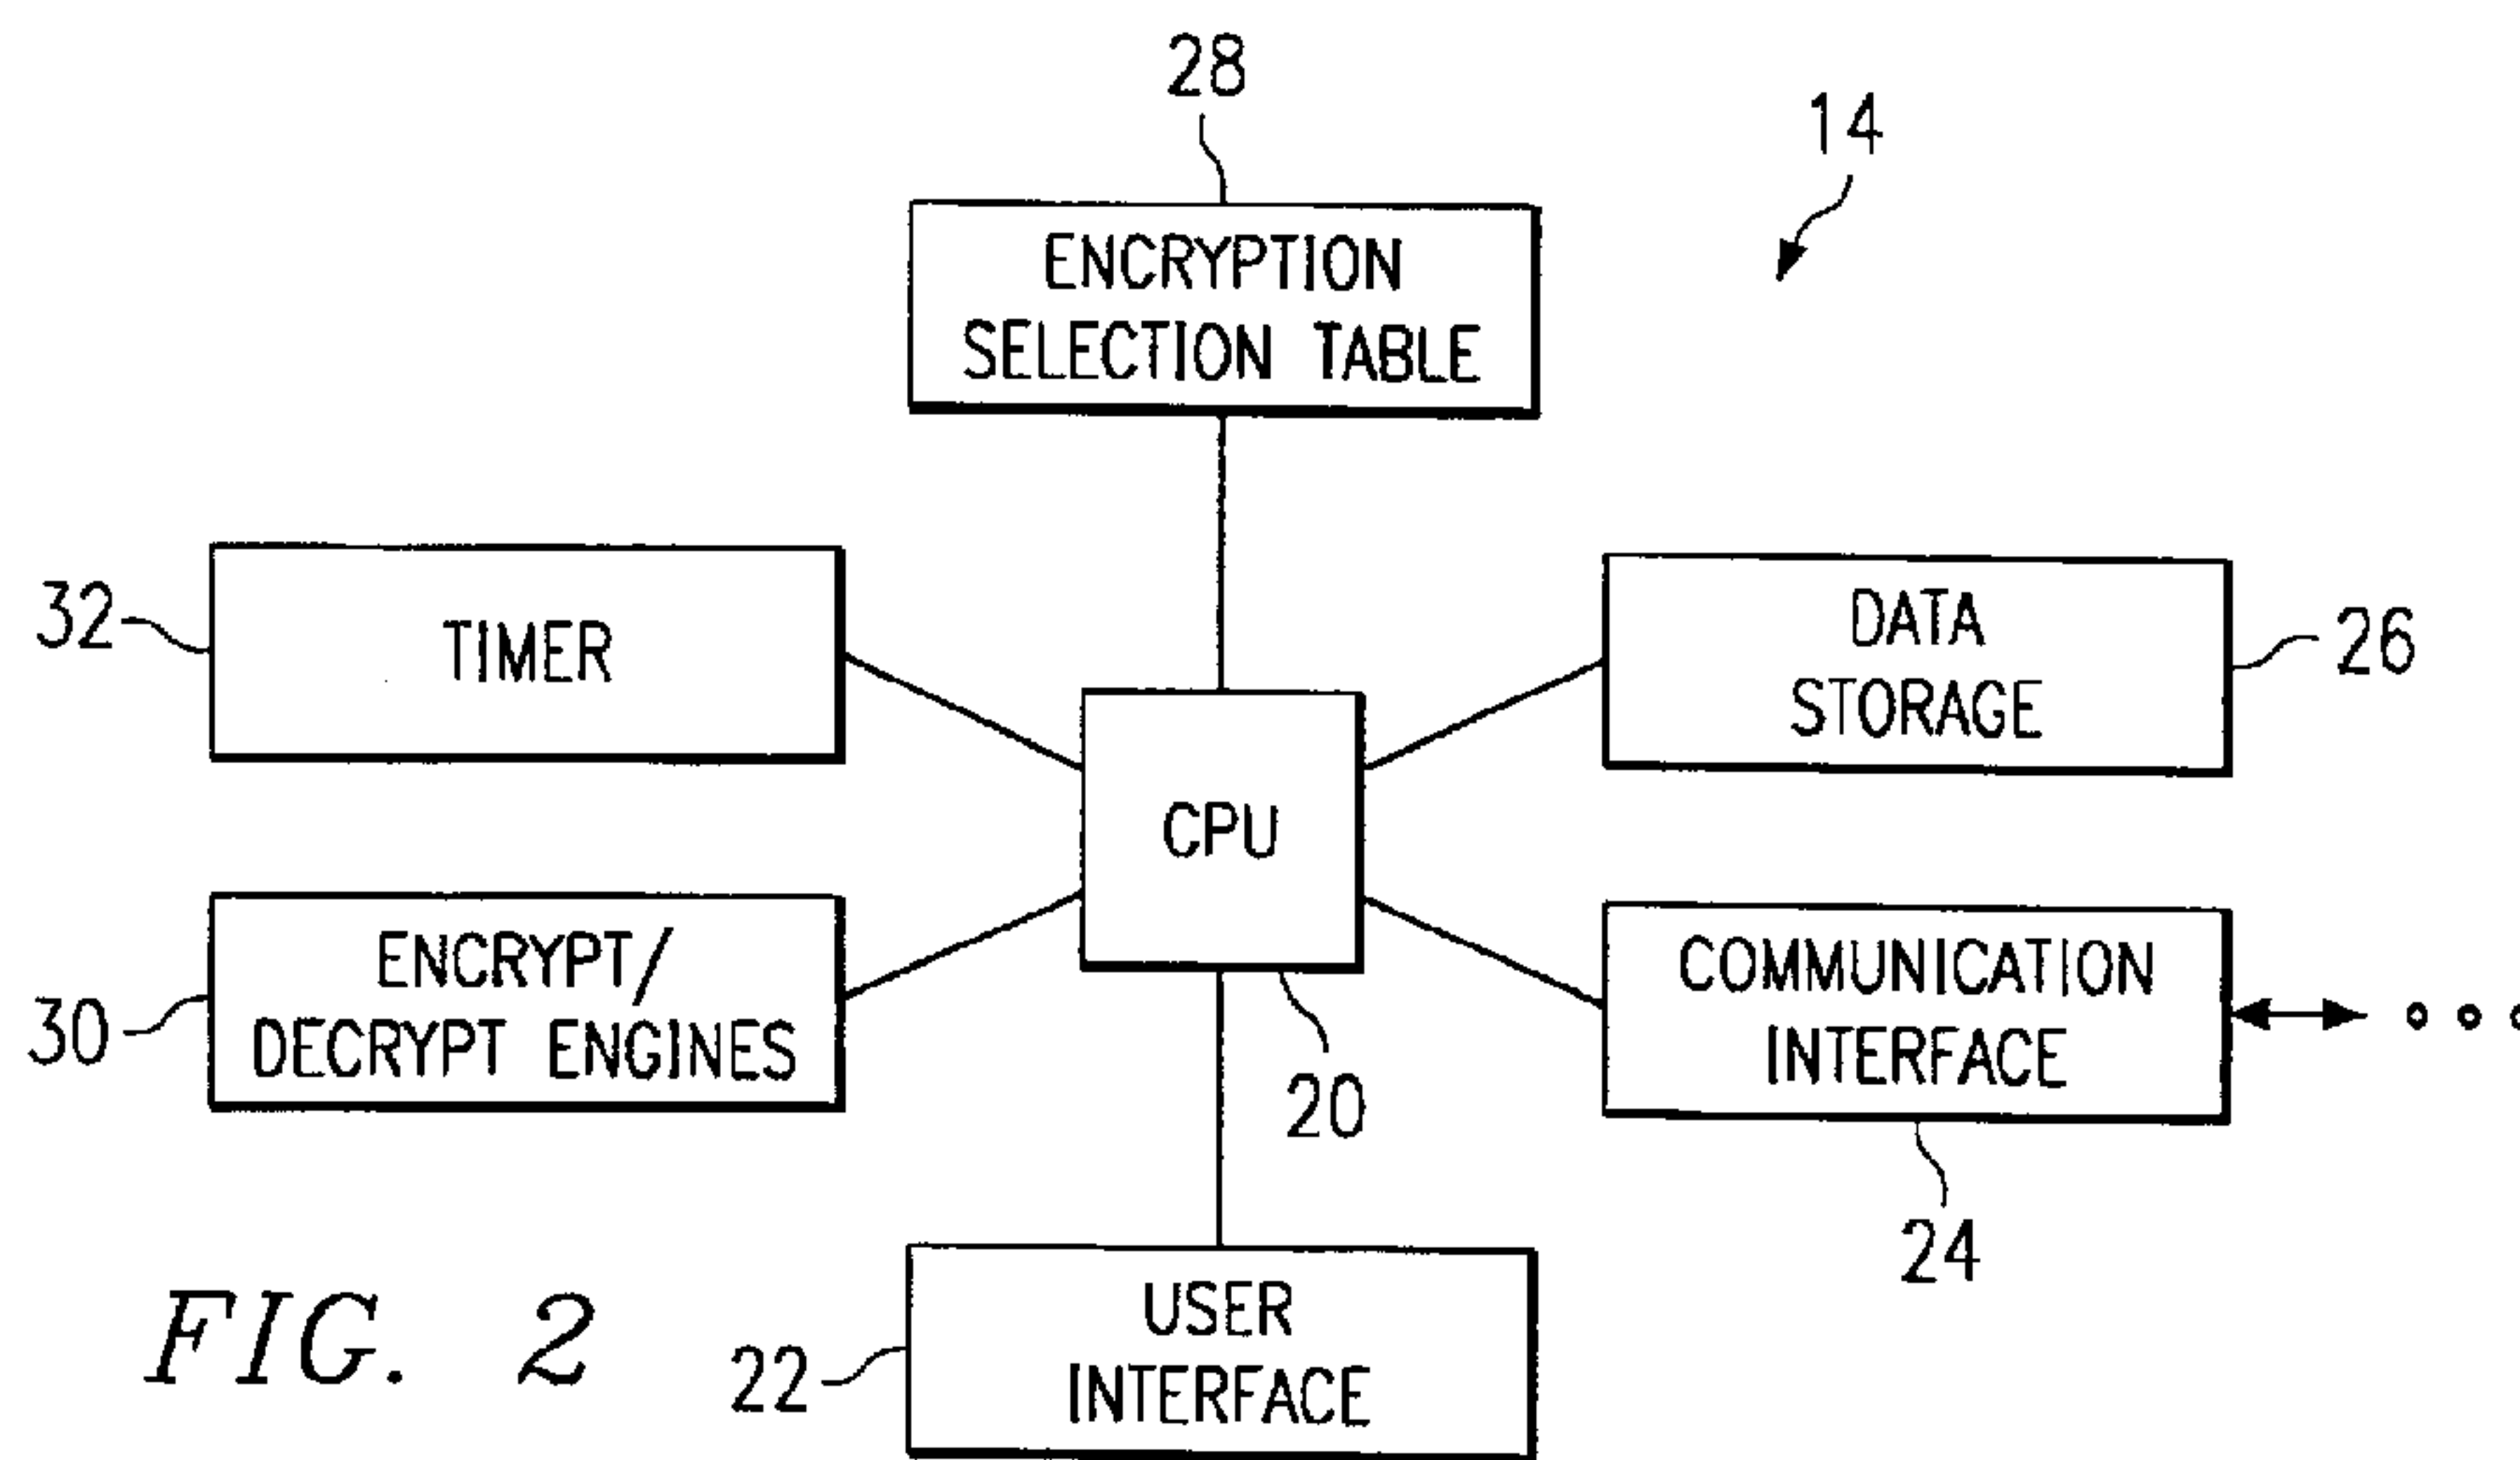 28
14
ENCRYPTION
SELECTION TABLE
32
TIMER
DATA
STORAGE
26
CPU
ENCRYPT/
DECRYPT ENGINES
30
COMMUNICATION
INTERFACE
20
24
USER
INTERFACE
22
FIG. 2